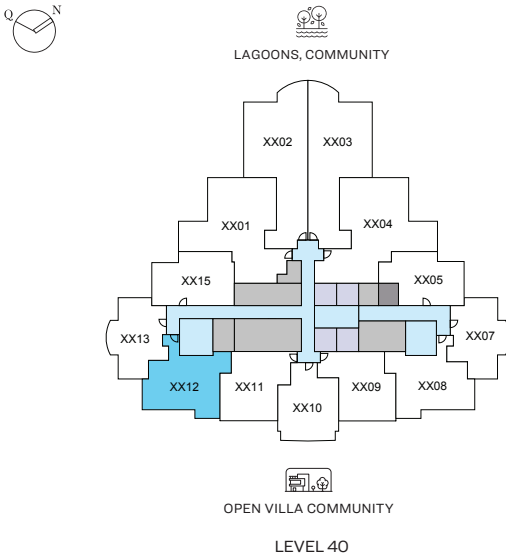 Q N
LAGOONS, COMMUNITY
XX02 XX03
XX01 XX04
XX15 XX05
XX13 XX07
XX12 XX11 XX10 XX09 XX08
OPEN VILLA COMMUNITY
LEVEL 40